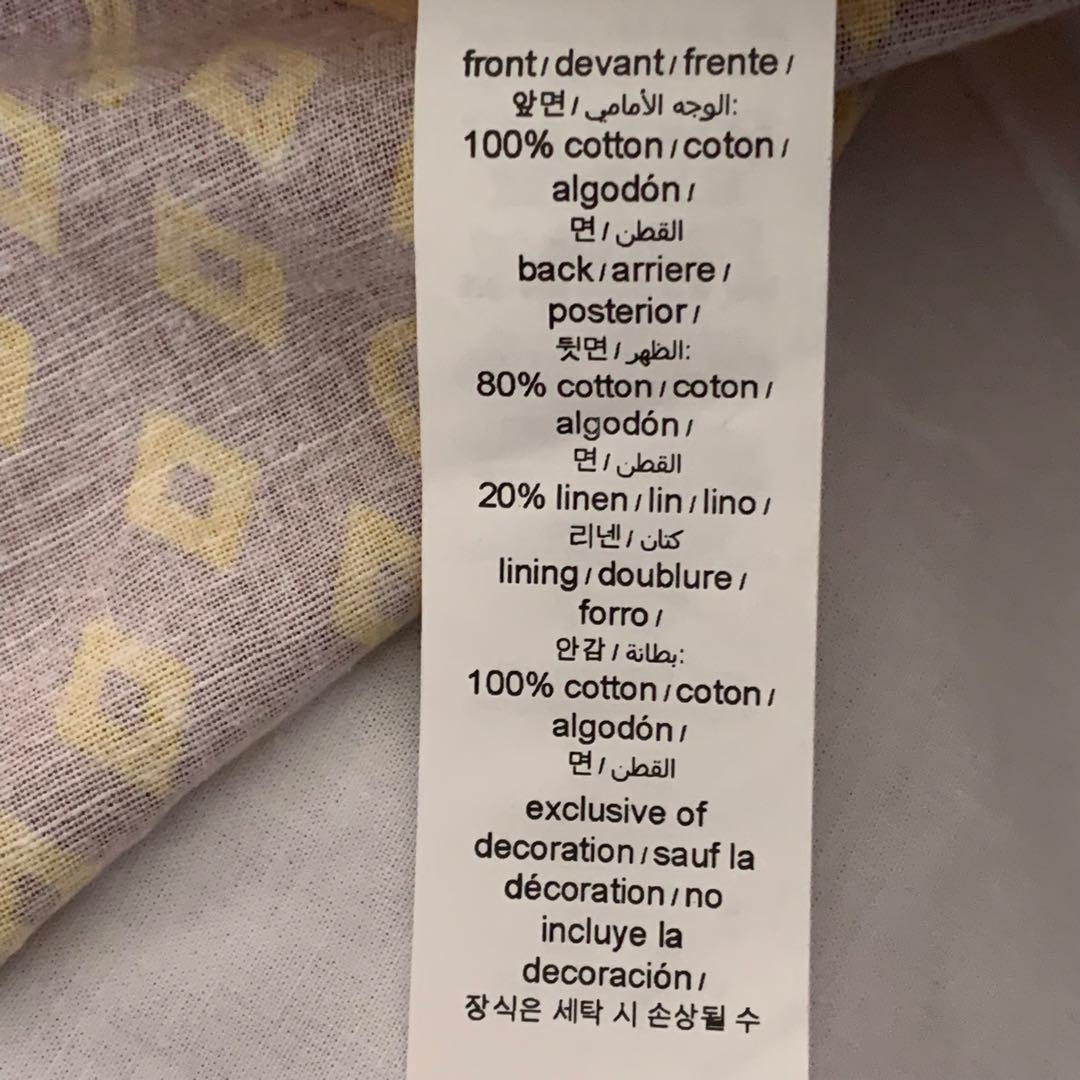 front/devant/frente/
앞면/الوجه الأمامي:
100% cotton/coton/
algodón/
면/القطن
back/arriere/
posterior/
뒷면/الظهر:
80% cotton/coton/
algodón/
면/القطن
20% linen/lin/lino/
리넨/كتان
lining/doublure/
forro/
안감/بطانة:
100% cotton/coton/
algodón/
면/القطن
exclusive of
decoration/sauf la
décoration/no
incluye la
decoración/
장식은 세탁 시 손상될 수